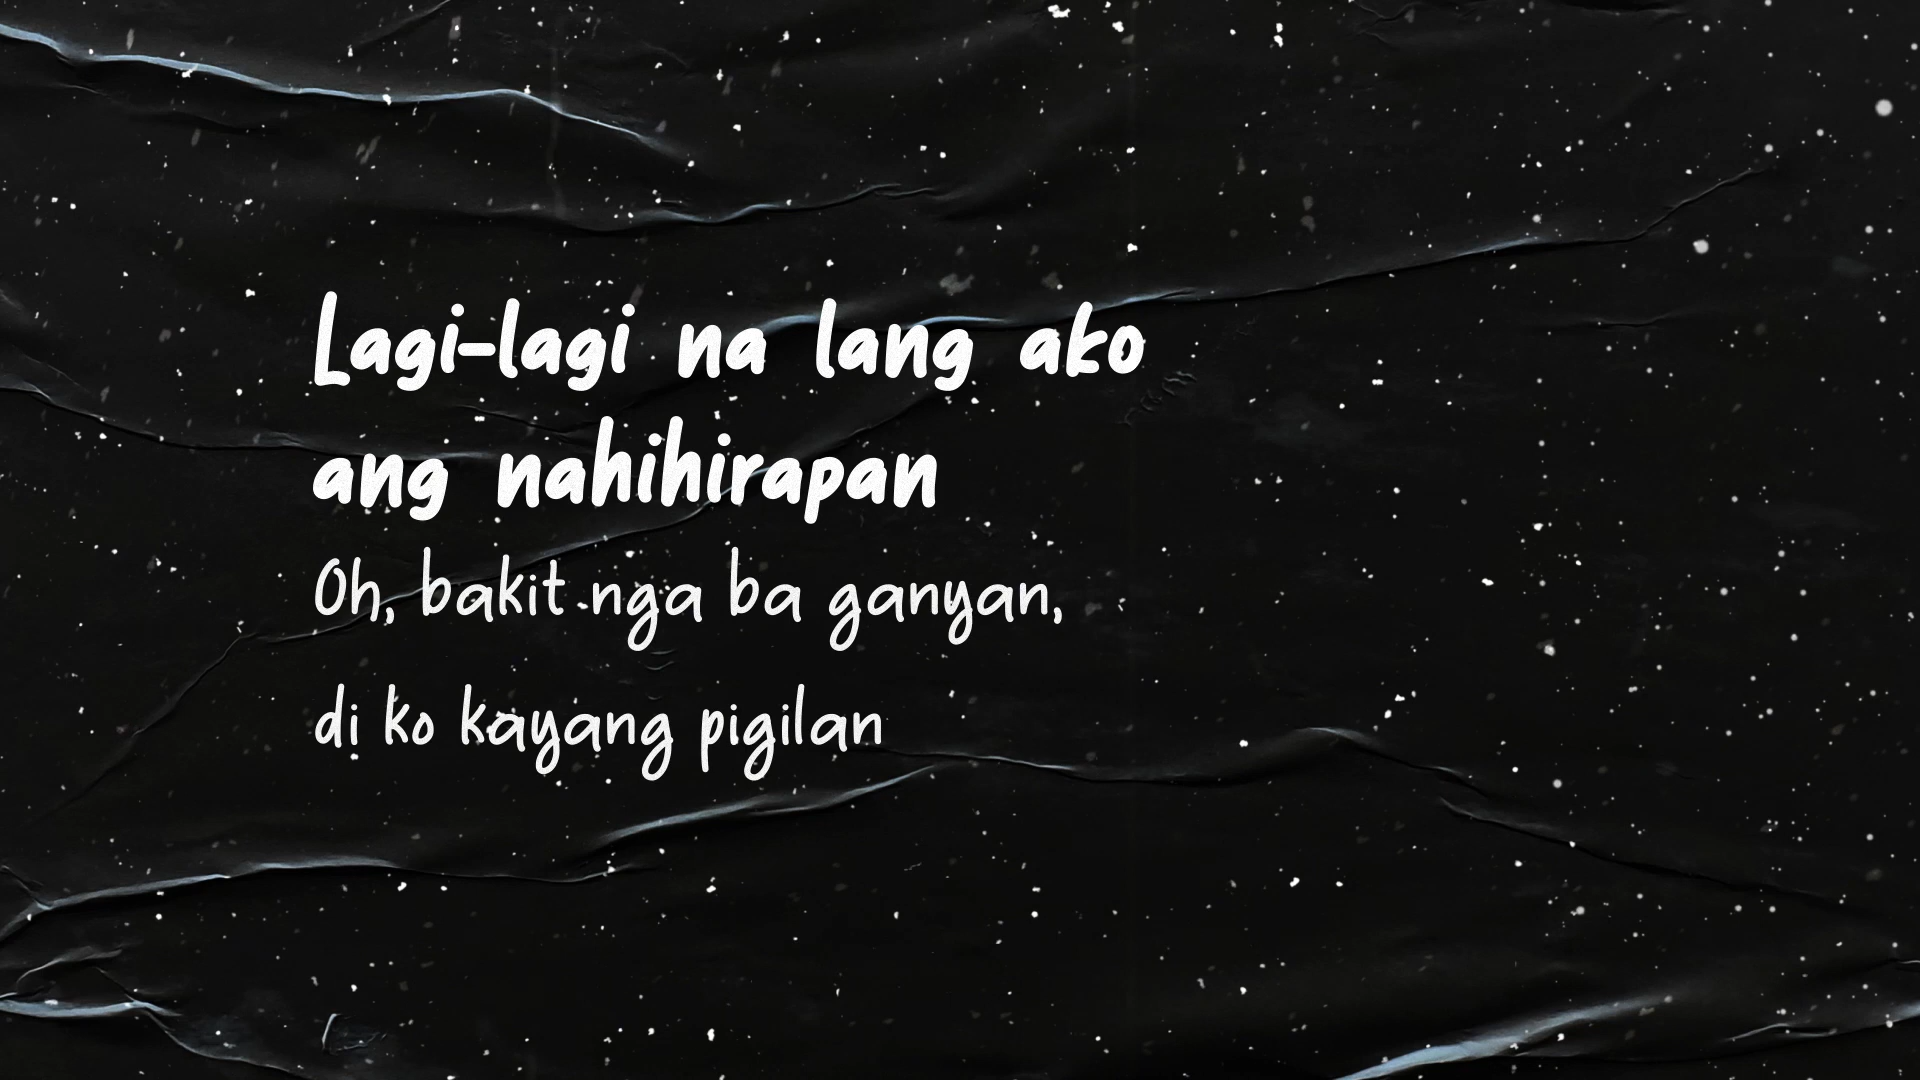 Lagi-lagi na lang ako
ang nahihirapan
Oh, bakit nga ba ganyan,
di ko kayang pigilan